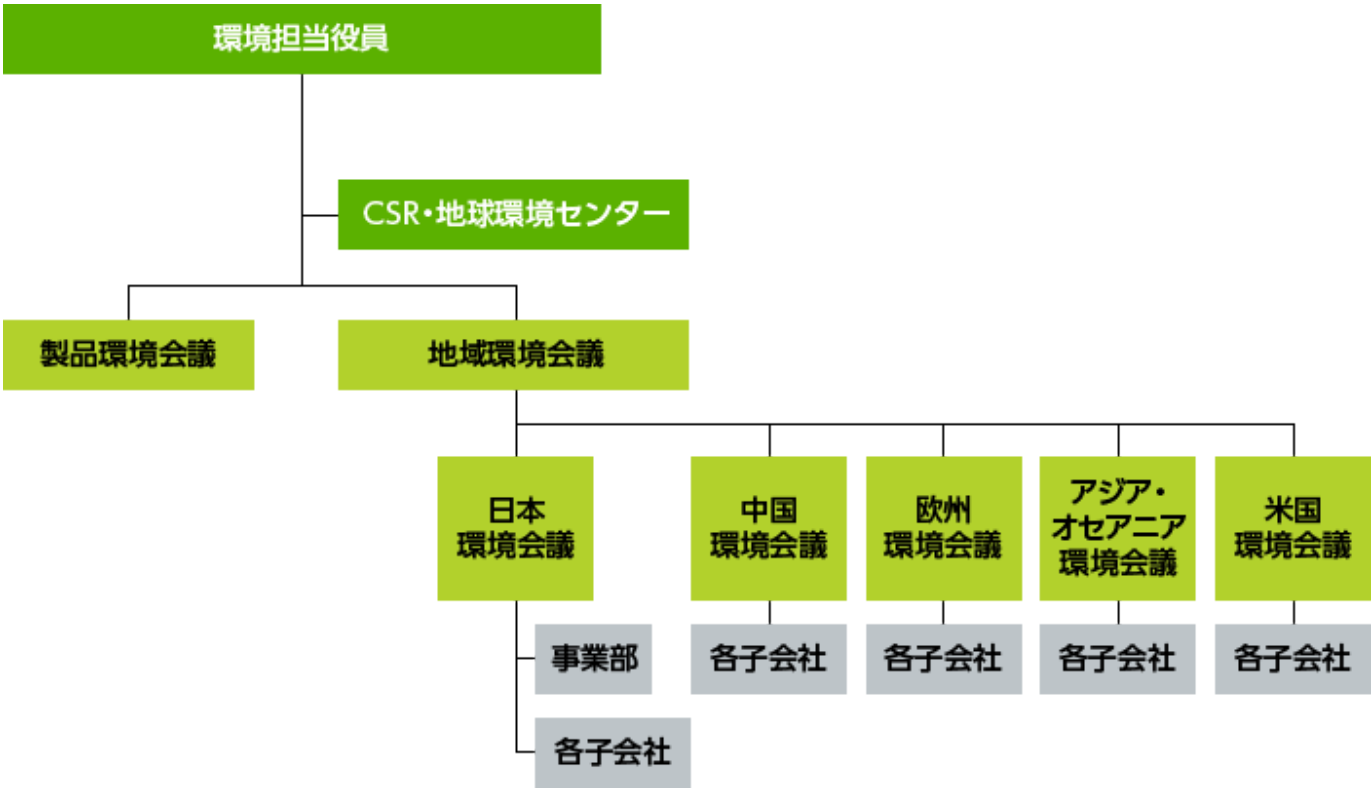 環境担当役員
CSR・地球環境センター
製品環境会議
地域環境会議
日本
環境会議
中国
環境会議
欧州
環境会議
アジア・
オセアニア
環境会議
米国
環境会議
事業部
各子会社
各子会社
各子会社
各子会社
各子会社